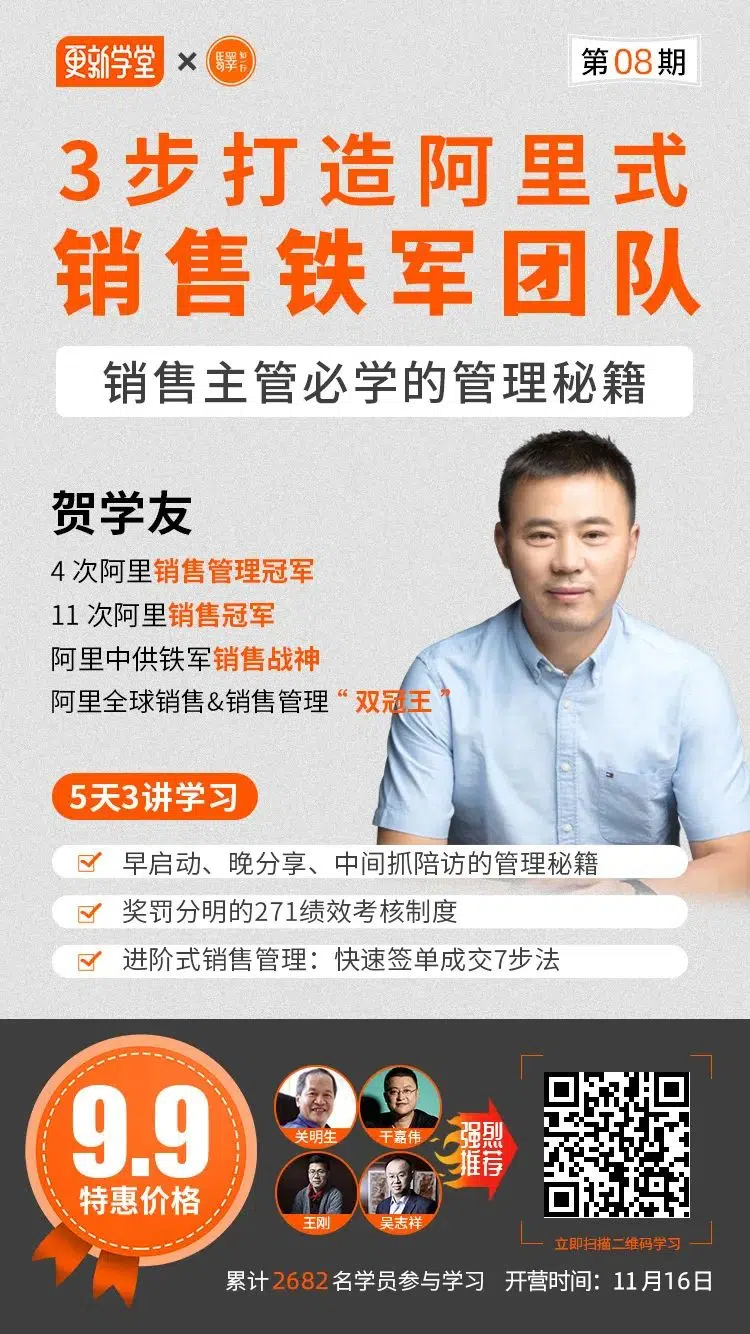 更新学堂 × 驿知行
第08期
3步打造阿里式
销售铁军团队
销售主管必学的管理秘籍
贺学友
4次阿里销售管理冠军
11次阿里销售冠军
阿里中供铁军销售战神
阿里全球销售&销售管理“双冠王”
5天3讲学习
早启动、晚分享、中间抓陪访的管理秘籍
奖罚分明的271绩效考核制度
进阶式销售管理：快速签单成交7步法
9.9
特惠价格
关明生
干嘉伟
王刚
吴志祥
强烈
推荐
立即扫描二维码学习
累计2682名学员参与学习 开营时间：11月16日